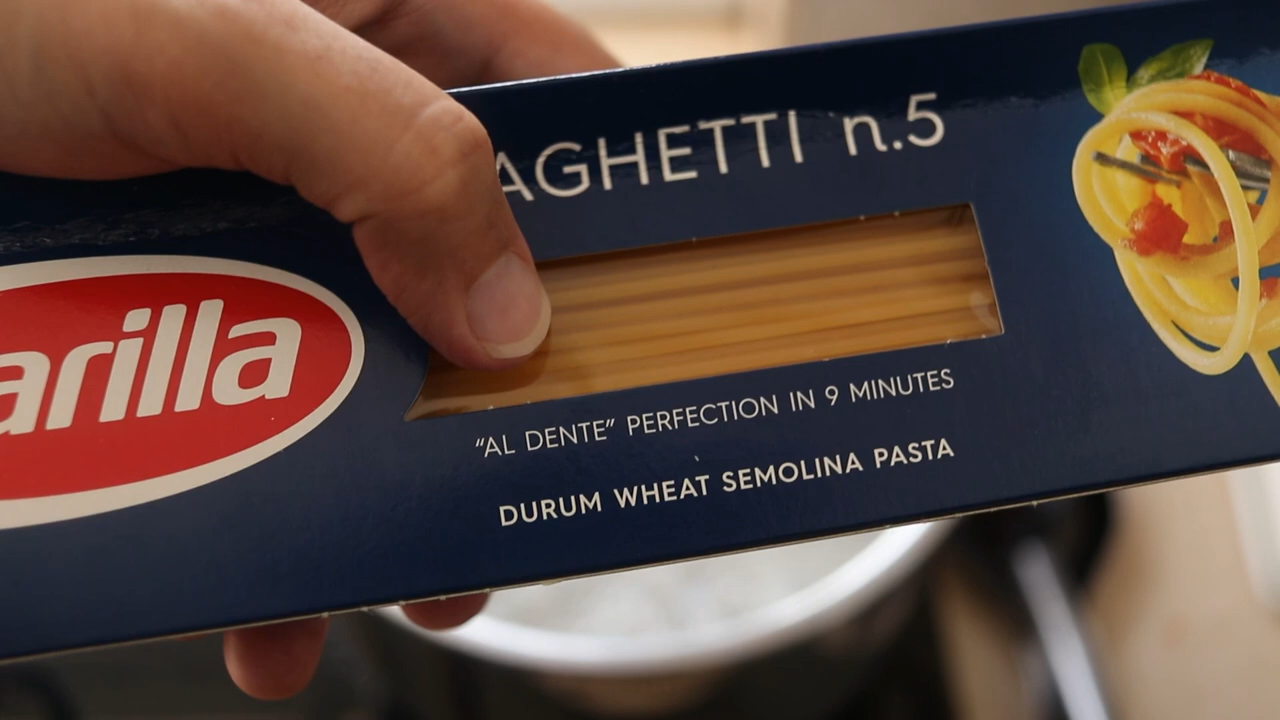 AGHETTI n.5
arilla
“AL DENTE” PERFECTION IN 9 MINUTES
DURUM WHEAT SEMOLINA PASTA